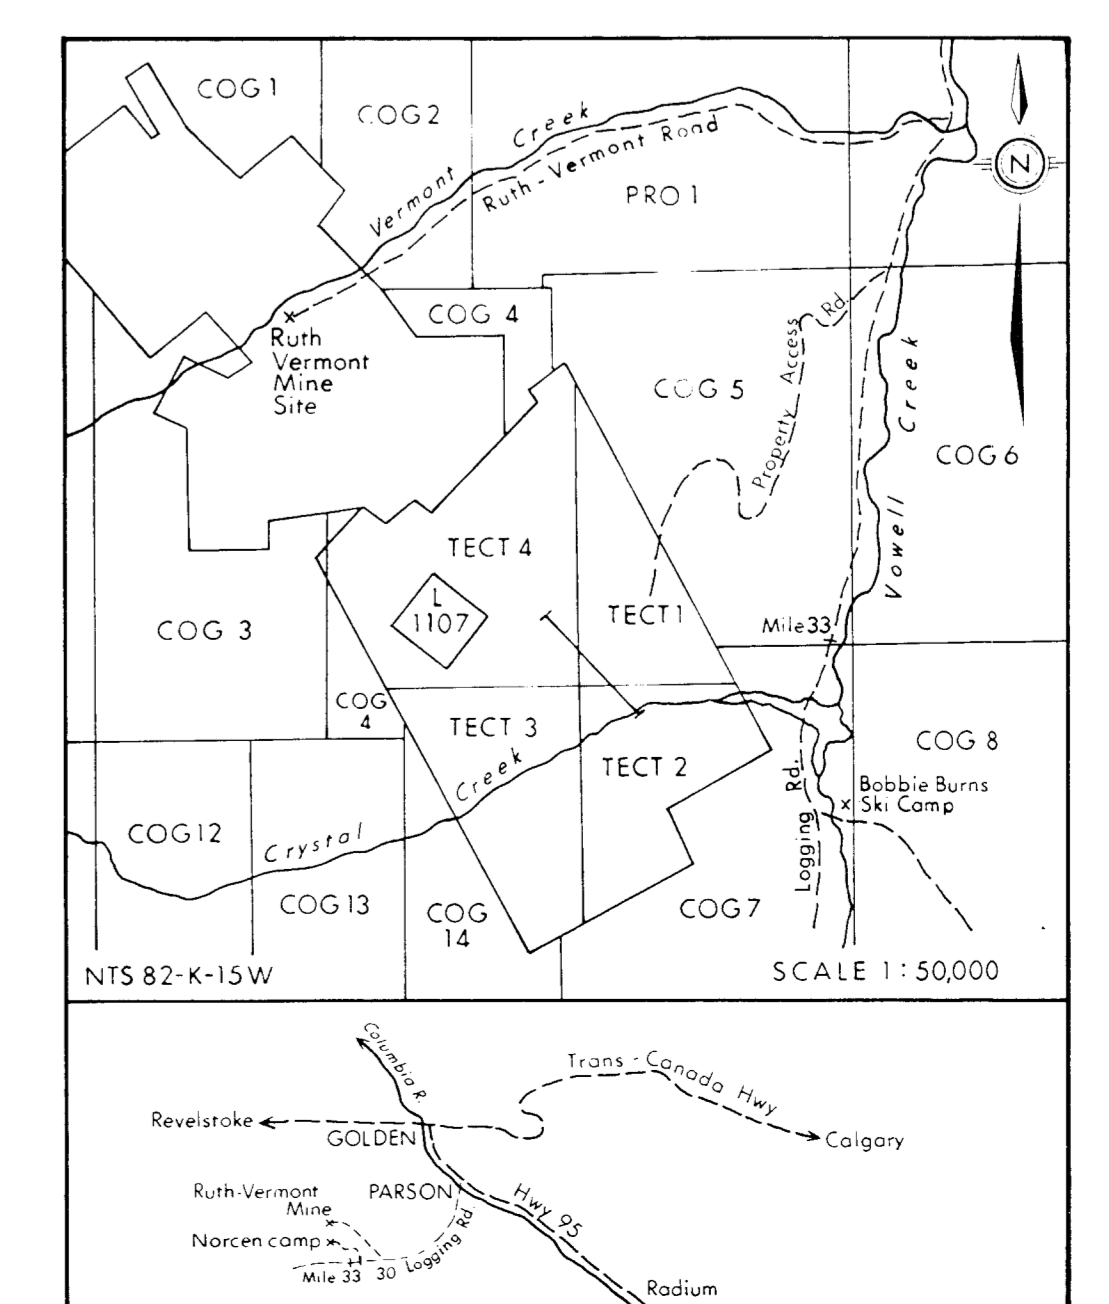 COG 1
COG 2
Vermont Creek
Ruth-Vermont Road
PRO 1
N
COG 4
Ruth
Vermont
Mine
Site
COG 5
Property Access Rd.
Vowell Creek
COG 6
TECT 4
L
1107
TECT 1
Mile 33
COG 3
COG
4
TECT 3
TECT 2
Crystal Creek
COG 8
Logging Rd.
Bobbie Burns
Ski Camp
COG 12
COG 13
COG
14
COG 7
NTS 82-K-15W
SCALE 1:50,000
Columbia R.
Trans-Canada Hwy
Revelstoke
GOLDEN
Calgary
Ruth-Vermont
Mine
PARSON
Hwy 95
Norcen camp
Logging Rd.
Mile 33 30
Radium